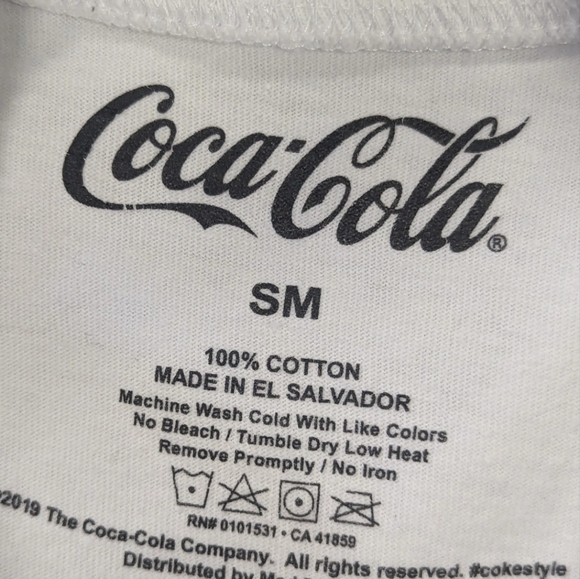 Coca-Cola®
SM
100% COTTON
MADE IN EL SALVADOR
Machine Wash Cold With Like Colors
No Bleach / Tumble Dry Low Heat
Remove Promptly / No Iron
RN# 0101531 • CA 41859
2019 The Coca-Cola Company. All rights reserved. #cokestyle
Distributed by